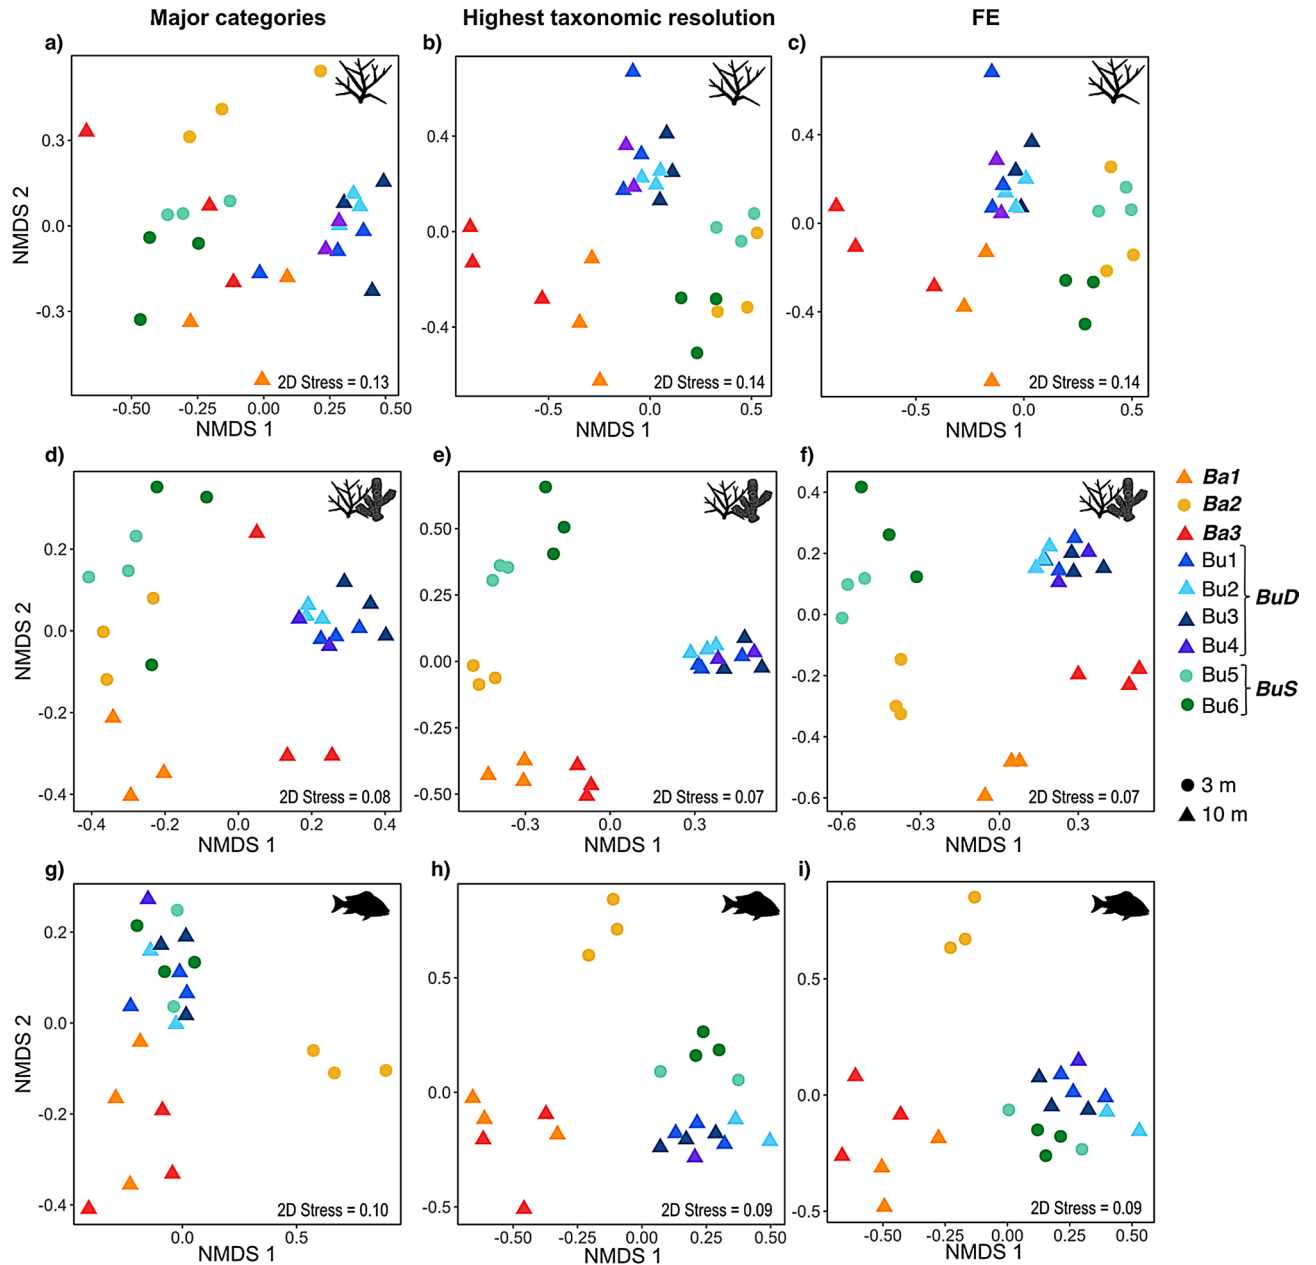 Major categories
Highest taxonomic resolution
FE
a)
b)
c)
NMDS 2
0.3
0.0
-0.3
2D Stress = 0.13
-0.50
-0.25
0.00
0.25
0.50
NMDS 1
0.4
0.0
-0.4
2D Stress = 0.14
-0.5
0.0
0.5
NMDS 1
0.4
0.0
-0.4
2D Stress = 0.14
-0.5
0.0
0.5
NMDS 1
d)
e)
f)
NMDS 2
0.2
0.0
-0.2
-0.4
2D Stress = 0.08
-0.4
-0.2
0.0
0.2
0.4
NMDS 1
0.50
0.25
0.00
-0.25
-0.50
2D Stress = 0.07
-0.3
0.0
0.3
NMDS 1
0.4
0.2
0.0
-0.2
-0.4
-0.6
2D Stress = 0.07
-0.6
-0.3
0.0
0.3
NMDS 1
Ba1
Ba2
Ba3
Bu1
Bu2
Bu3
Bu4
BuD
Bu5
Bu6
BuS
3 m
10 m
g)
h)
i)
NMDS 2
0.2
0.0
-0.2
-0.4
2D Stress = 0.10
0.0
0.5
NMDS 1
0.5
0.0
-0.5
2D Stress = 0.09
-0.50
-0.25
0.00
0.25
0.50
NMDS 1
0.5
0.0
-0.5
2D Stress = 0.09
-0.50
-0.25
0.00
0.25
0.50
NMDS 1